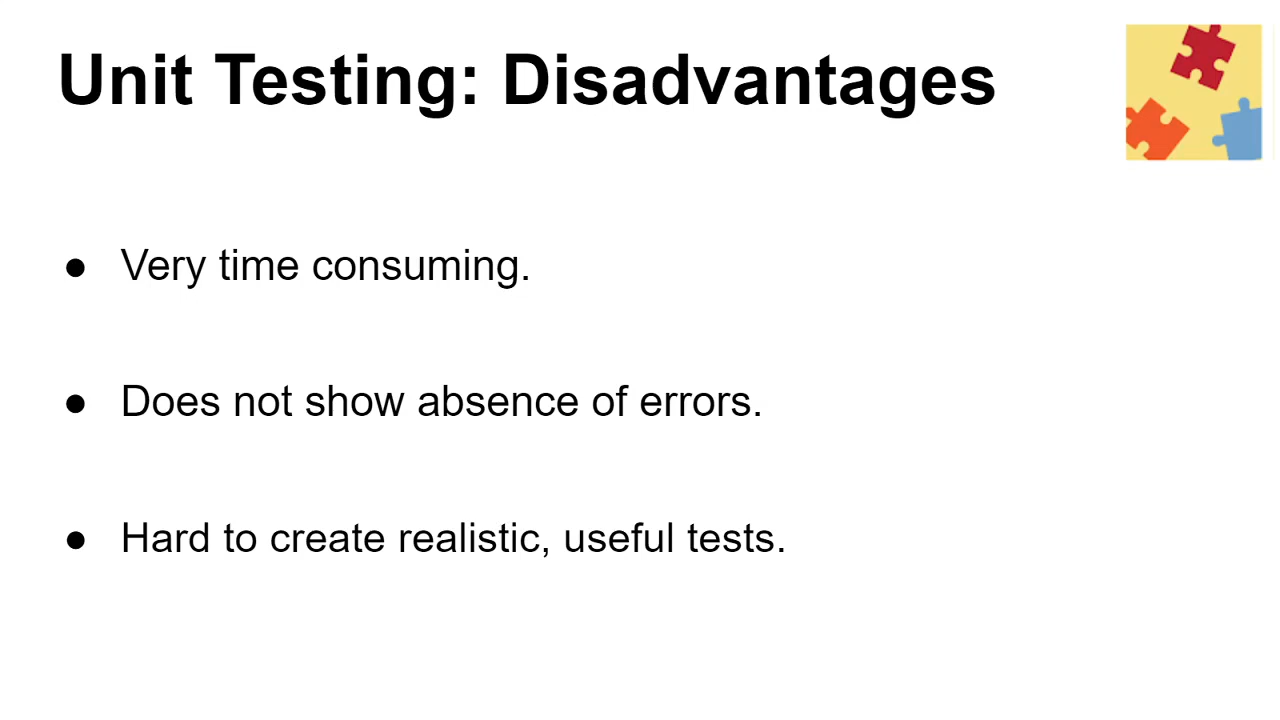 Unit Testing: Disadvantages
● Very time consuming.
● Does not show absence of errors.
● Hard to create realistic, useful tests.